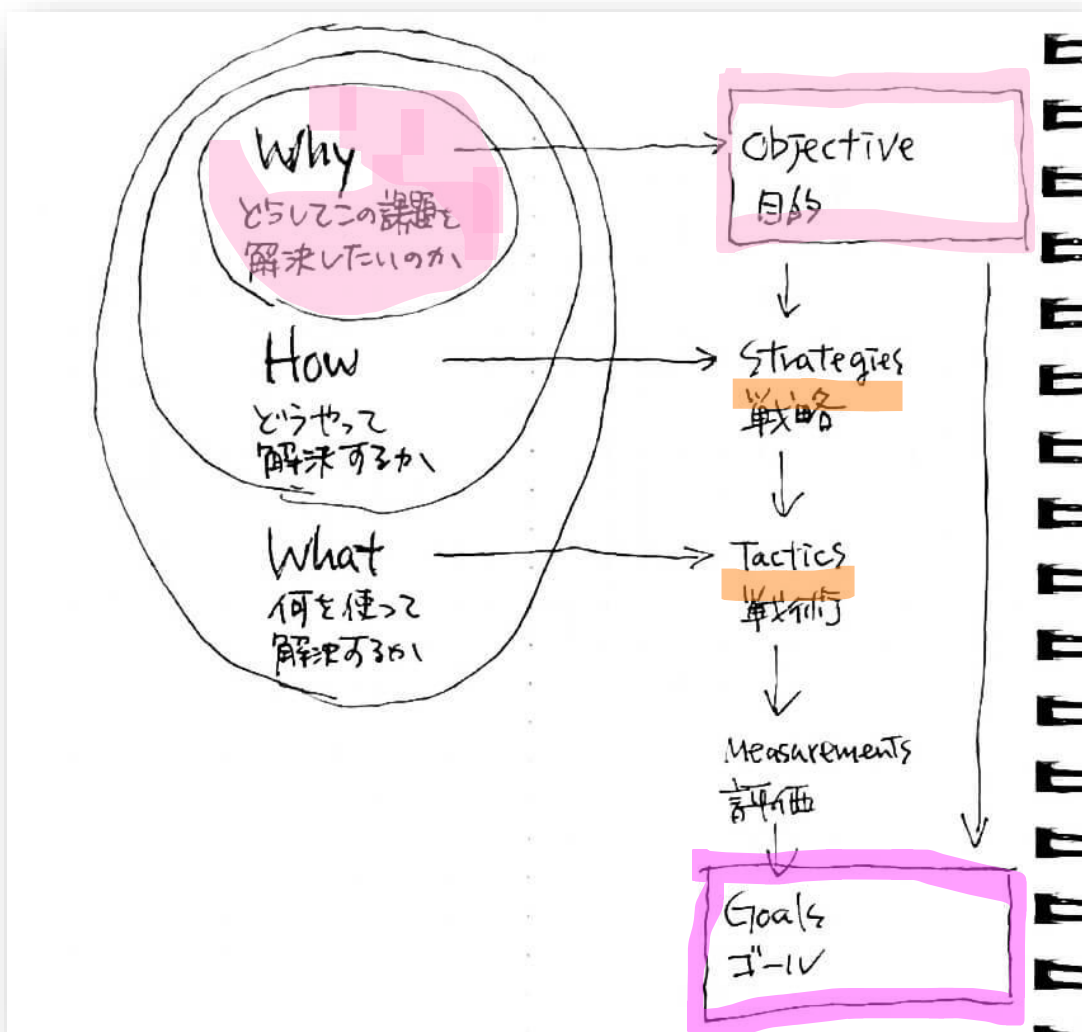 Why
どうしてこの課題を
解決したいのか
How
どうやって
解決するか
What
何を使って
解決するか
Objective
目的
Strategies
戦略
Tactics
戦術
Measurements
評価
Goals
ゴール